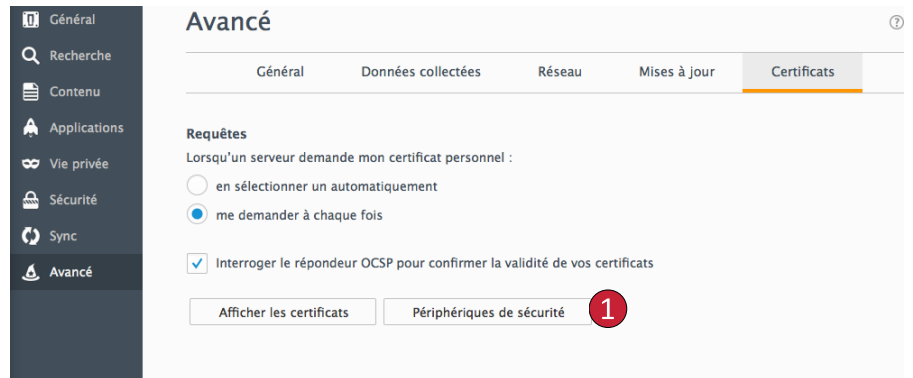 Général
Recherche
Contenu
Applications
Vie privée
Sécurité
Sync
Avancé
Avancé
?
Général Données collectées Réseau Mises à jour Certificats
Requêtes
Lorsqu'un serveur demande mon certificat personnel :
en sélectionner un automatiquement
me demander à chaque fois
Interroger le répondeur OCSP pour confirmer la validité de vos certificats
Afficher les certificats Périphériques de sécurité 1